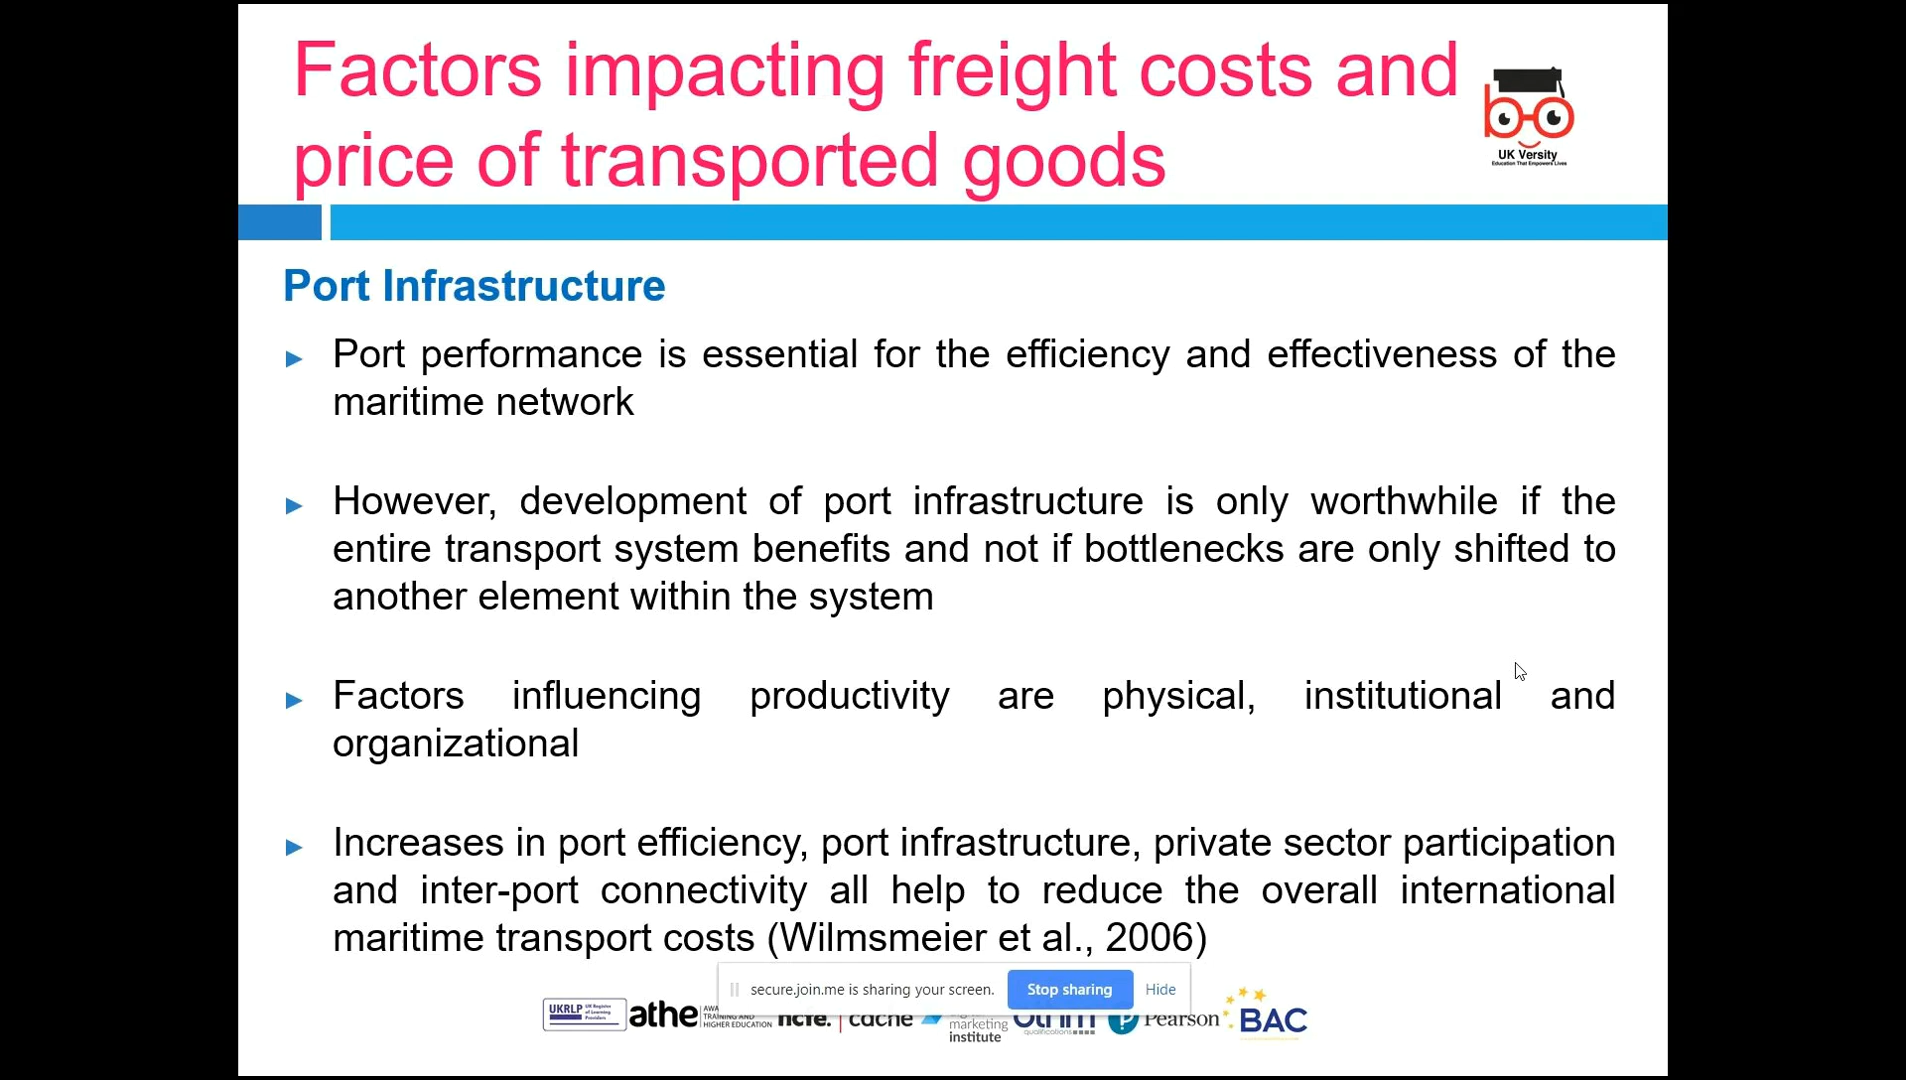 Factors impacting freight costs and
price of transported goods
UK Versity
Education That Empowers Lives
Port Infrastructure
Port performance is essential for the efficiency and effectiveness of the
maritime network
However, development of port infrastructure is only worthwhile if the
entire transport system benefits and not if bottlenecks are only shifted to
another element within the system
Factors influencing productivity are physical, institutional and
organizational
Increases in port efficiency, port infrastructure, private sector participation
and inter-port connectivity all help to reduce the overall international
maritime transport costs (Wilmsmeier et al., 2006)
secure.join.me is sharing your screen. Stop sharing Hide
UKRLP UK Register of Learning Providers
athe
TRAINING AND
HIGHER EDUCATION
ncfe. cache
marketing
institute
othm
qualifications
Pearson
BAC